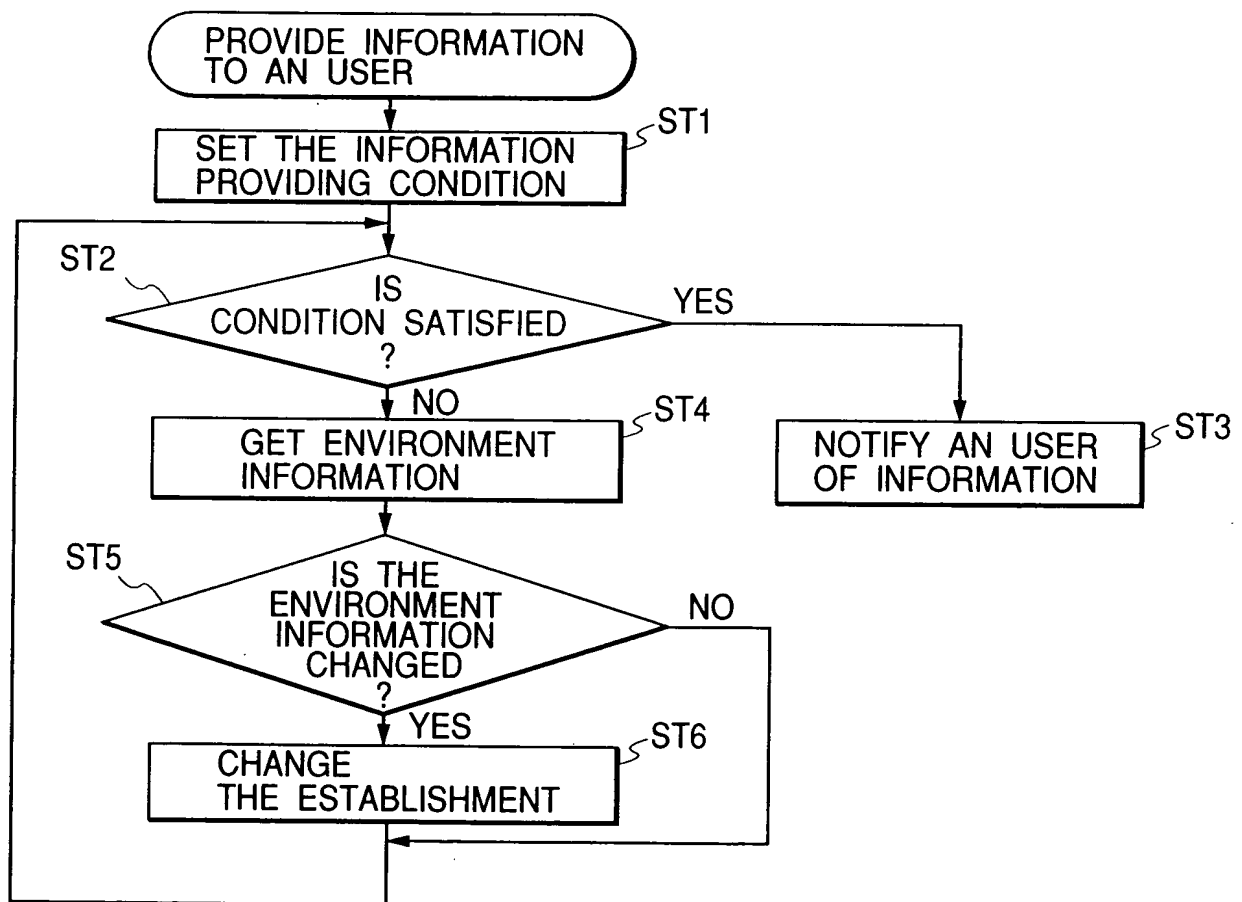 PROVIDE INFORMATION
TO AN USER
ST1
SET THE INFORMATION
PROVIDING CONDITION
ST2
IS
CONDITION SATISFIED
?
YES
NO
ST4
GET ENVIRONMENT
INFORMATION
ST3
NOTIFY AN USER
OF INFORMATION
ST5
IS THE
ENVIRONMENT
INFORMATION
CHANGED
?
NO
YES
ST6
CHANGE
THE ESTABLISHMENT